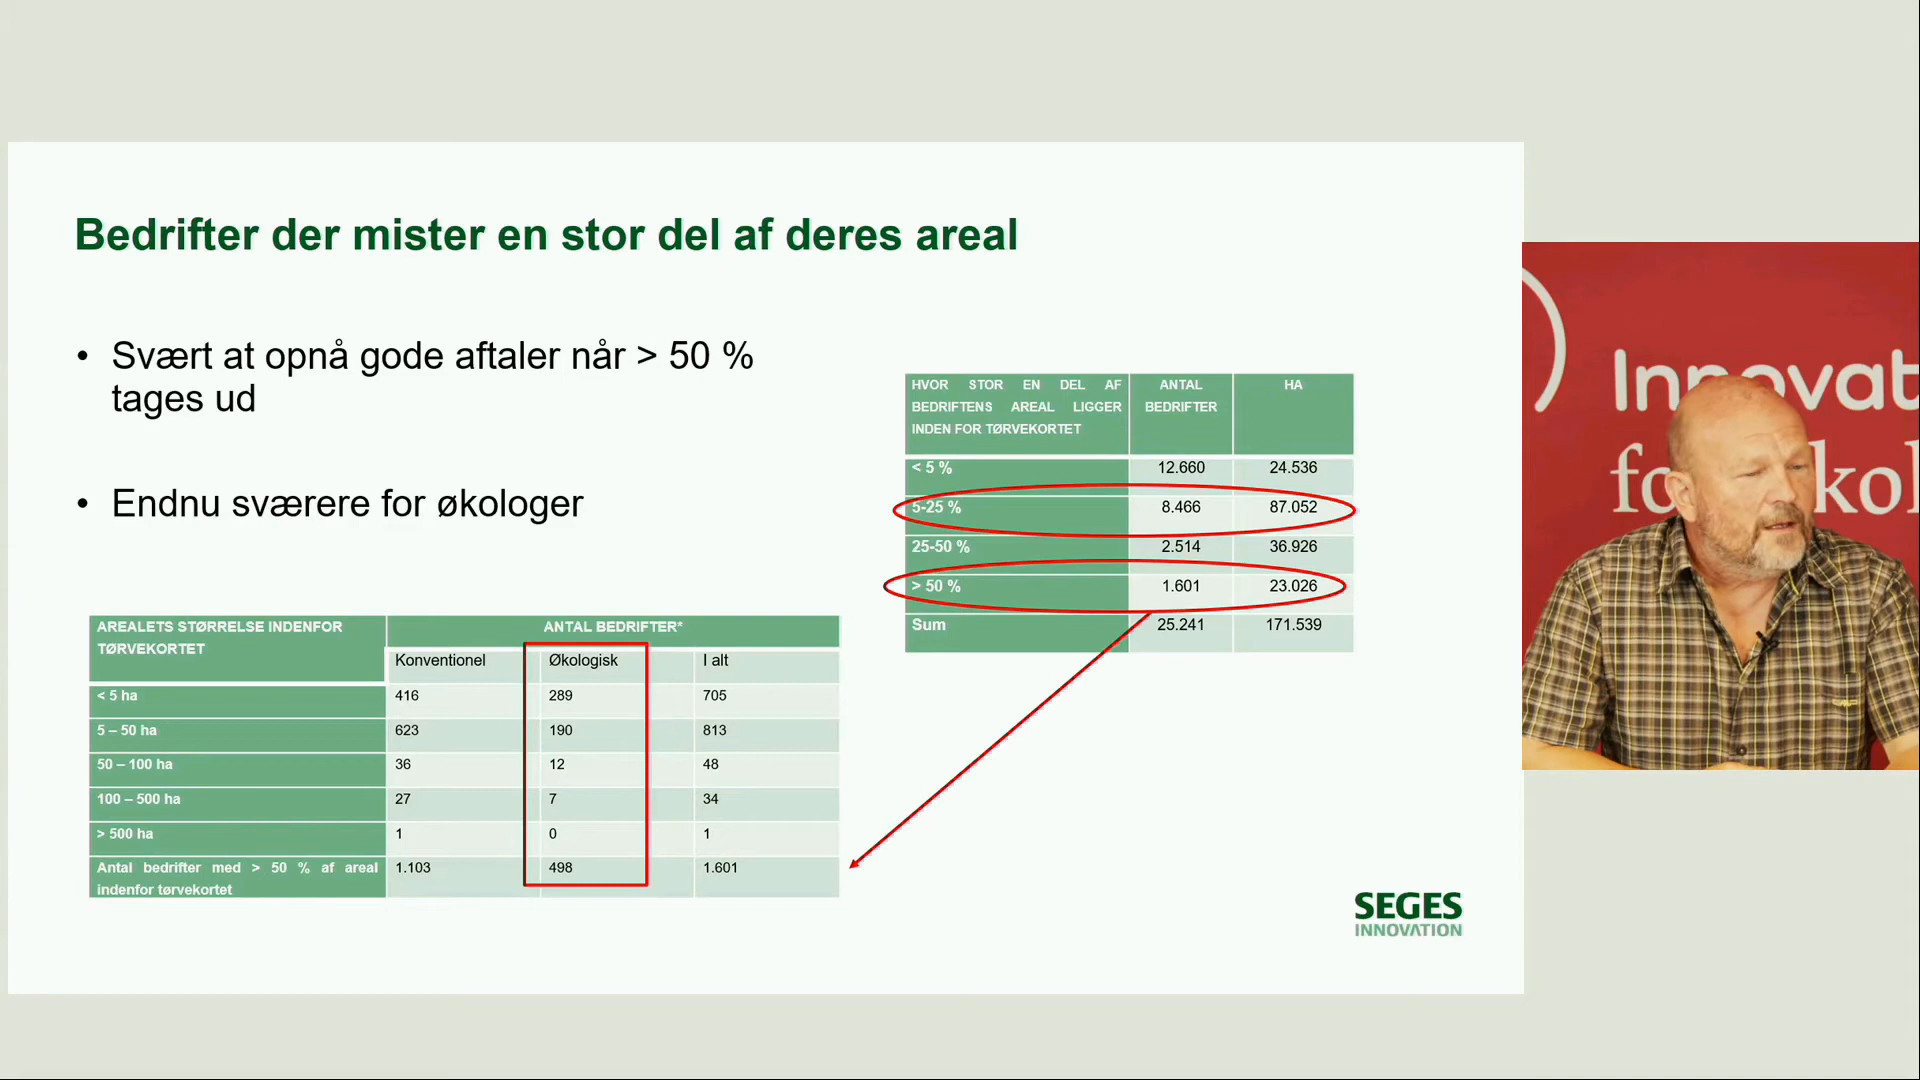 Bedrifter der mister en stor del af deres areal
• Svært at opnå gode aftaler når > 50 %
tages ud
• Endnu sværere for økologer
HVOR STOR EN DEL AF BEDRIFTENS AREAL LIGGER INDEN FOR TØRVEKORTET ANTAL BEDRIFTER HA
< 5 % 12.660 24.536
5-25 % 8.466 87.052
25-50 % 2.514 36.926
> 50 % 1.601 23.026
Sum 25.241 171.539
AREALETS STØRRELSE INDENFOR TØRVEKORTET ANTAL BEDRIFTER*
Konventionel Økologisk I alt
< 5 ha 416 289 705
5 – 50 ha 623 190 813
50 – 100 ha 36 12 48
100 – 500 ha 27 7 34
> 500 ha 1 0 1
Antal bedrifter med > 50 % af areal indenfor tørvekortet 1.103 498 1.601
SEGES
INNOVATION